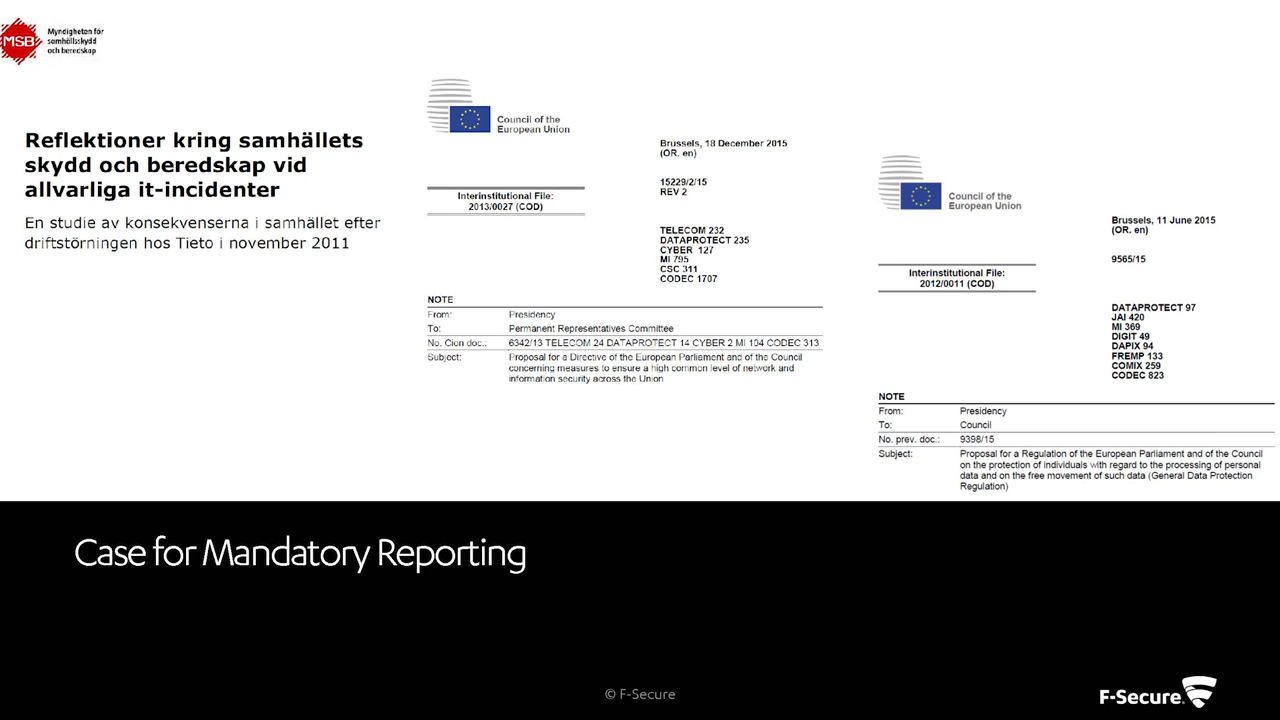 MSB
Myndigheten för
samhällsskydd
och beredskap
Reflektioner kring samhällets
skydd och beredskap vid
allvarliga it-incidenter
En studie av konsekvenserna i samhället efter
driftstörningen hos Tieto i november 2011
Council of the
European Union
Brussels, 18 December 2015
(OR. en)
15229/2/15
REV 2
Interinstitutional File:
2013/0027 (COD)
TELECOM 232
DATAPROTECT 235
CYBER 127
MI 795
CSC 311
CODEC 1707
NOTE
From: Presidency
To: Permanent Representatives Committee
No. Cion doc.: 6342/13 TELECOM 24 DATAPROTECT 14 CYBER 2 MI 104 CODEC 313
Subject: Proposal for a Directive of the European Parliament and of the Council
concerning measures to ensure a high common level of network and
information security across the Union
Council of the
European Union
Brussels, 11 June 2015
(OR. en)
9565/15
Interinstitutional File:
2012/0011 (COD)
DATAPROTECT 97
JAI 420
MI 369
DIGIT 49
DAPIX 94
FREMP 133
COMIX 259
CODEC 823
NOTE
From: Presidency
To: Council
No. prev. doc.: 9398/15
Subject: Proposal for a Regulation of the European Parliament and of the Council
on the protection of individuals with regard to the processing of personal
data and on the free movement of such data (General Data Protection
Regulation)
Case for Mandatory Reporting
© F-Secure
F-Secure.